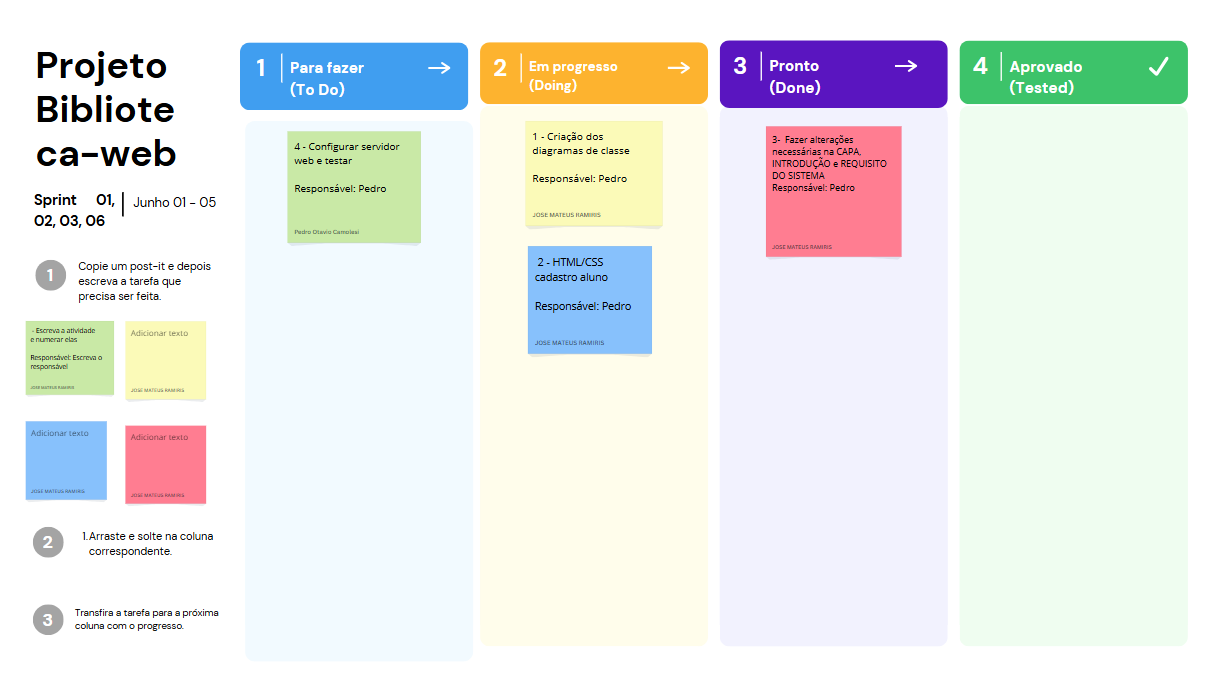 Projeto
Bibliote
ca-web
Sprint 01,
02, 03, 06
Junho 01 - 05
1
Copie um post-it e depois
escreva a tarefa que
precisa ser feita.
- Escreva a atividade
e numerar elas
Responsável: Escreva o
responsável
JOSE MATEUS RAMIRIS
Adicionar texto
JOSE MATEUS RAMIRIS
Adicionar texto
JOSE MATEUS RAMIRIS
Adicionar texto
JOSE MATEUS RAMIRIS
2
1.Arraste e solte na coluna
correspondente.
3
Transfira a tarefa para a próxima
coluna com o progresso.
1
Para fazer
(To Do)
4 - Configurar servidor
web e testar
Responsável: Pedro
Pedro Otavio Camolesi
2
Em progresso
(Doing)
1 - Criação dos
diagramas de classe
Responsável: Pedro
JOSE MATEUS RAMIRIS
2 - HTML/CSS
cadastro aluno
Responsável: Pedro
JOSE MATEUS RAMIRIS
3
Pronto
(Done)
3- Fazer alterações
necessárias na CAPA,
INTRODUÇÃO e REQUISITO
DO SISTEMA
Responsável: Pedro
JOSE MATEUS RAMIRIS
4
Aprovado
(Tested)